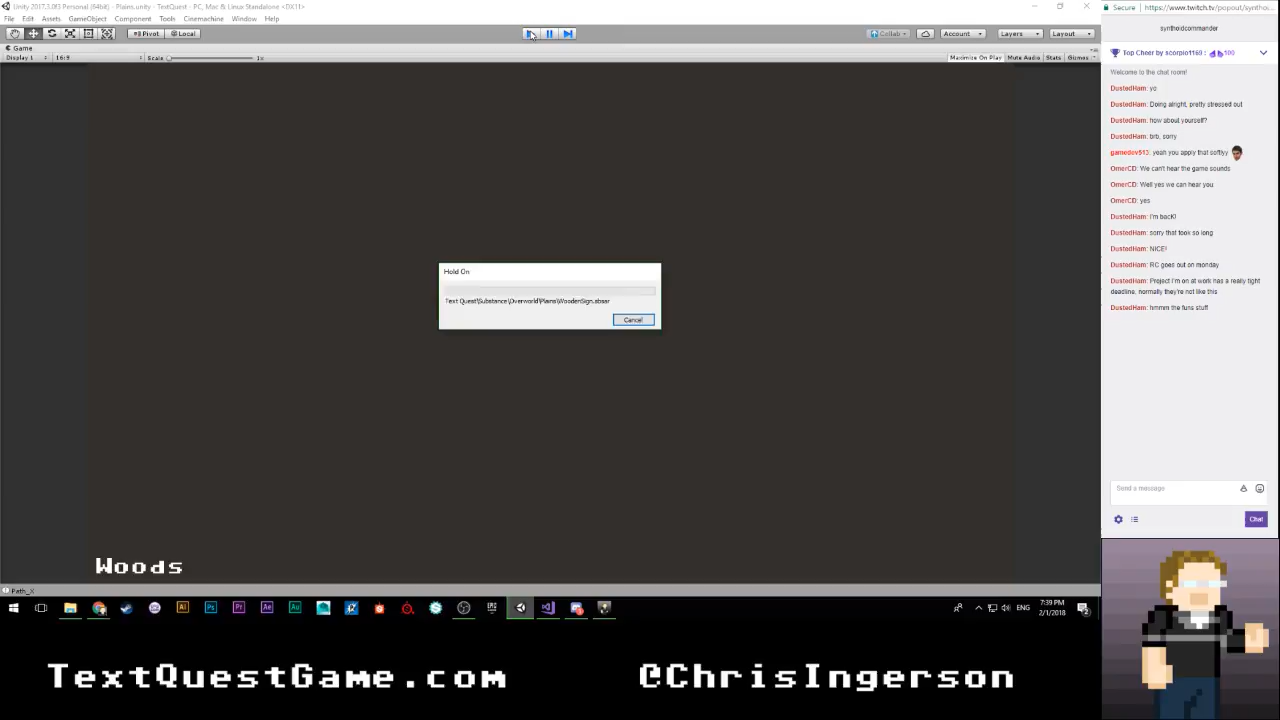 Unity 2017.3.0f3 Personal (64bit) - Plains.unity - TextQuest - PC, Mac & Linux Standalone <DX11>
File Edit Assets GameObject Component Tools Cinemachine Window Help
Pivot Local Collab Account Layers Layout
Game
Display 1 16:9 Scale 1x Maximize On Play Mute Audio Stats Gizmos
Hold On
Text Quest\Substance\Overworld\Plains\WoodenSign.sbsar
Cancel
Woods
Path_X
ENG
7:39 PM
2/1/2018
TextQuestGame.com
@ChrisIngerson
Secure https://www.twitch.tv/popout/synthoi
synthoidcommander
Top Cheer by scorpio1169 : 100
Welcome to the chat room!
DustedHam: yo
DustedHam: Doing alright, pretty stressed out
DustedHam: how about yourself?
DustedHam: brb, sorry
gamedev513: yeah you apply that softlyy
OmerCD: We can't hear the game sounds
OmerCD: Well yes we can hear you
OmerCD: yes
DustedHam: I'm bacK!
DustedHam: sorry that took so long
DustedHam: NICE!
DustedHam: RC goes out on monday
DustedHam: Project I'm on at work has a really tight
deadline, normally they're not like this
DustedHam: hmmm the funs stuff
Send a message
Chat